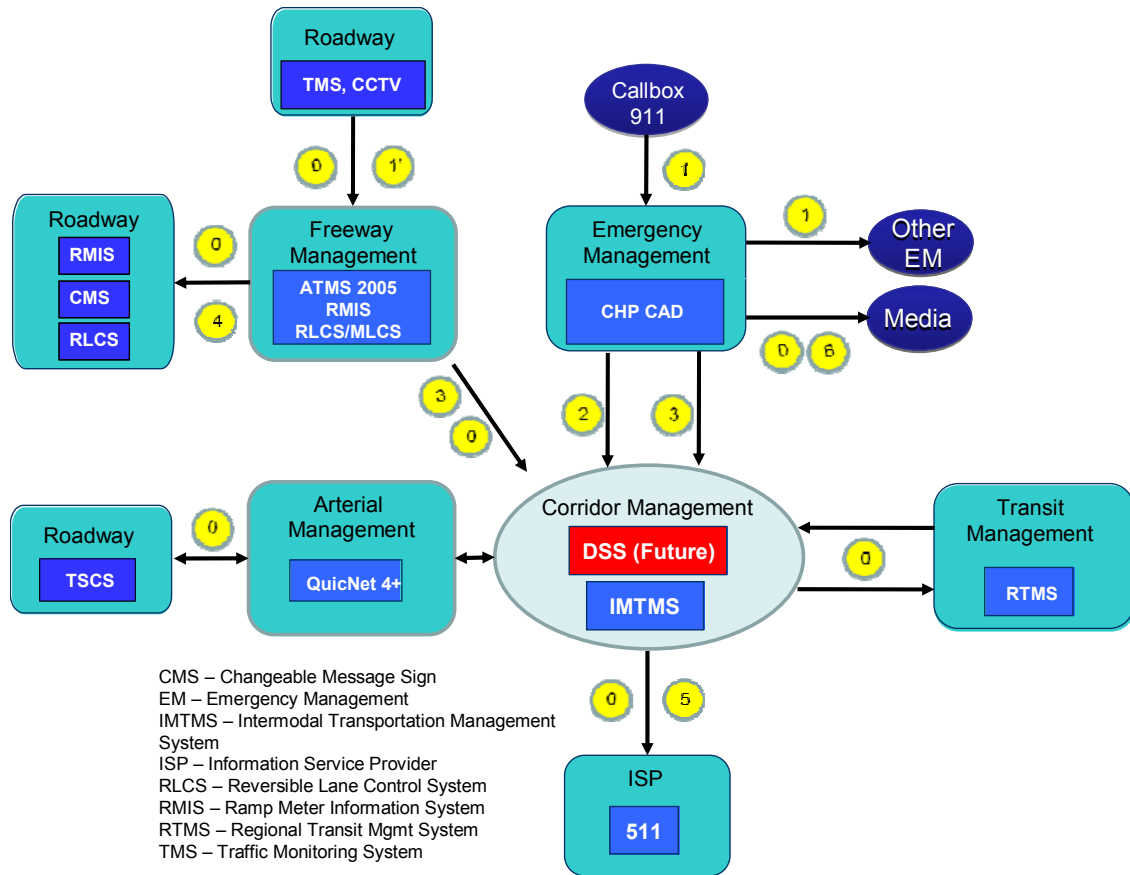 Roadway
TMS, CCTV
Callbox
911
0
1'
1
Roadway
RMIS
CMS
RLCS
0
4
Freeway
Management
ATMS 2005
RMIS
RLCS/MLCS
Emergency
Management
CHP CAD
1
Other
EM
Media
0 6
3
0
2
3
Roadway
TSCS
0
Arterial
Management
QuicNet 4+
Corridor Management
DSS (Future)
IMTMS
0
Transit
Management
RTMS
0
5
ISP
511
CMS – Changeable Message Sign
EM – Emergency Management
IMTMS – Intermodal Transportation Management
System
ISP – Information Service Provider
RLCS – Reversible Lane Control System
RMIS – Ramp Meter Information System
RTMS – Regional Transit Mgmt System
TMS – Traffic Monitoring System